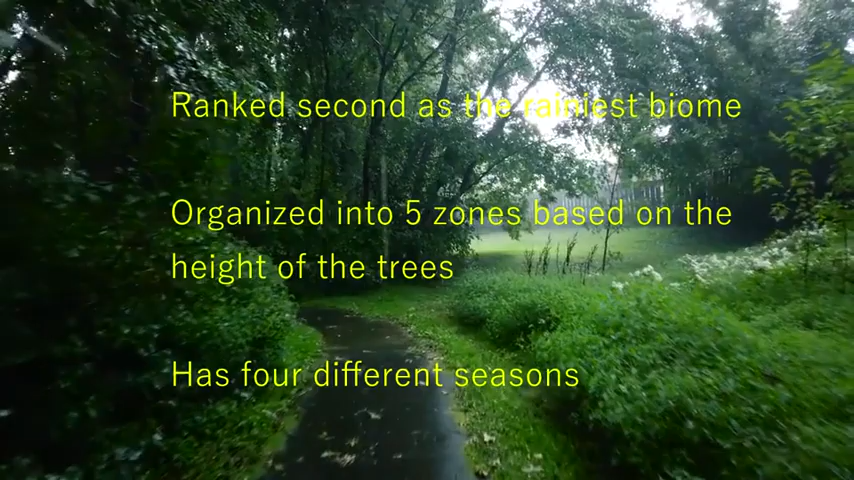 Ranked second as the rainiest biome
Organized into 5 zones based on the
height of the trees
Has four different seasons